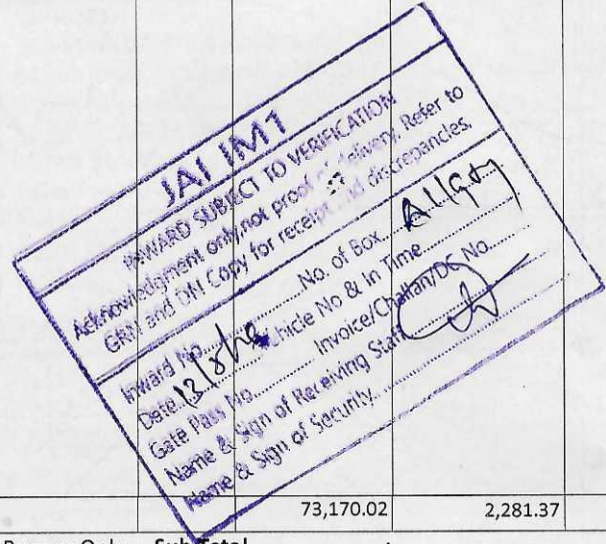 JAI IM1
INWARD SUBJECT TO VERIFICATION
Acknowledgment only, not proof of delivery. Refer to
GRN and DN Copy for receipt and discrepancies.
Inward No............ No. of Box.. All qty
Date. 13/8/19 Vehicle No & In Time
Gate Pass No........... Invoice/Challan/DC No.
Name & Sign of Receiving Staff
Name & Sign of Security.
73,170.02 2,281.37
Sub Total